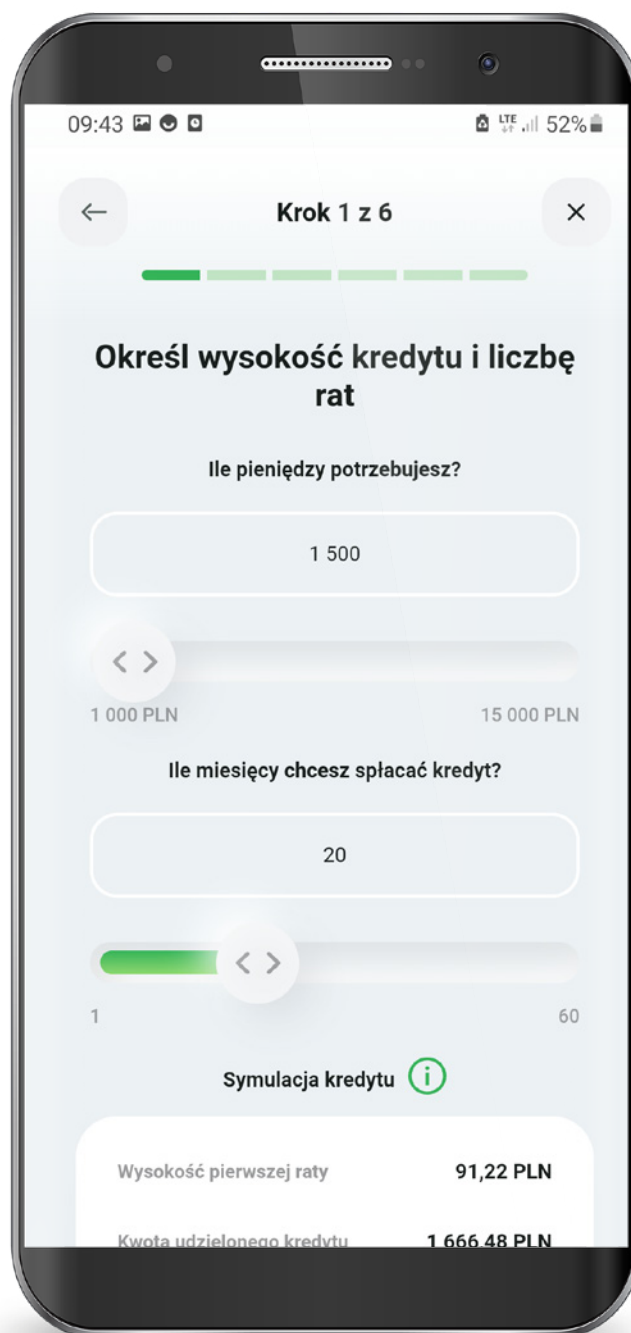 09:43
LTE 52%
Krok 1 z 6
Określ wysokość kredytu i liczbę
rat
Ile pieniędzy potrzebujesz?
1 500
1 000 PLN 15 000 PLN
Ile miesięcy chcesz spłacać kredyt?
20
1 60
Symulacja kredytu
Wysokość pierwszej raty 91,22 PLN
Kwota udzielonego kredytu 1 666,48 PLN